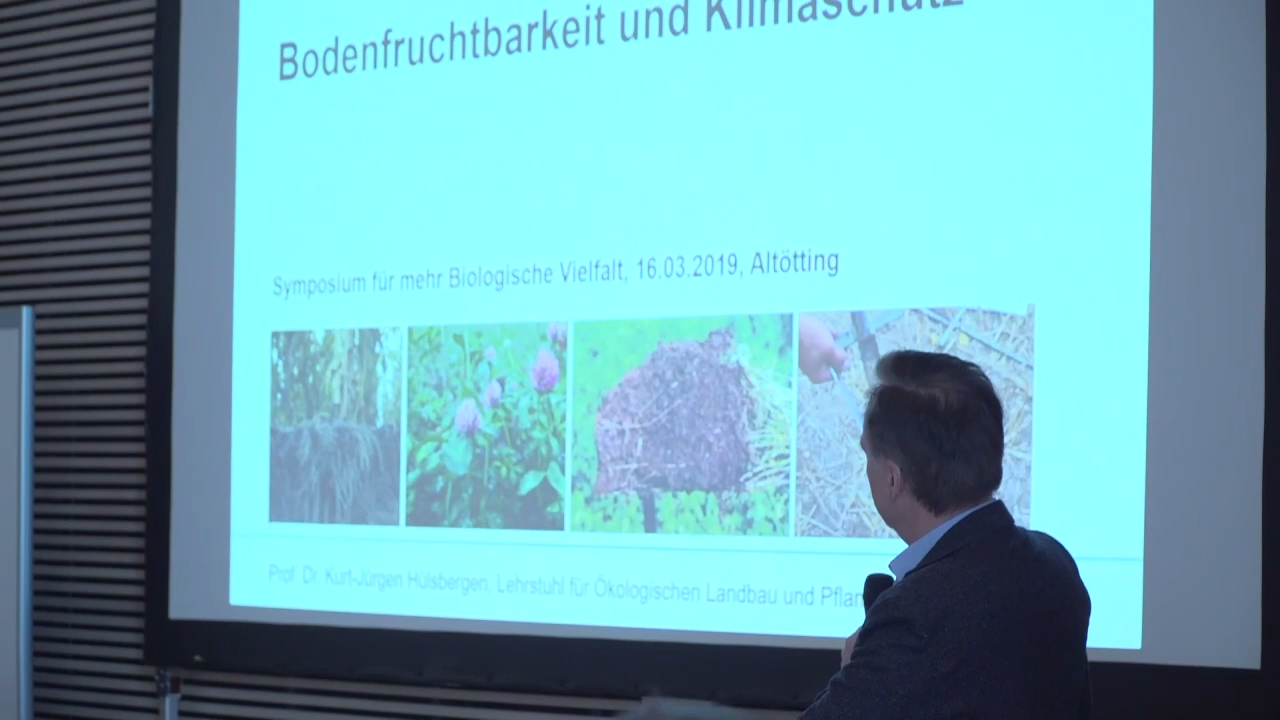 Bodenfruchtbarkeit und Klimaschutz
Symposium für mehr Biologische Vielfalt, 16.03.2019, Altötting
Prof. Dr. Kurt-Jürgen Hülsbergen, Lehrstuhl für Ökologischen Landbau und Pflan